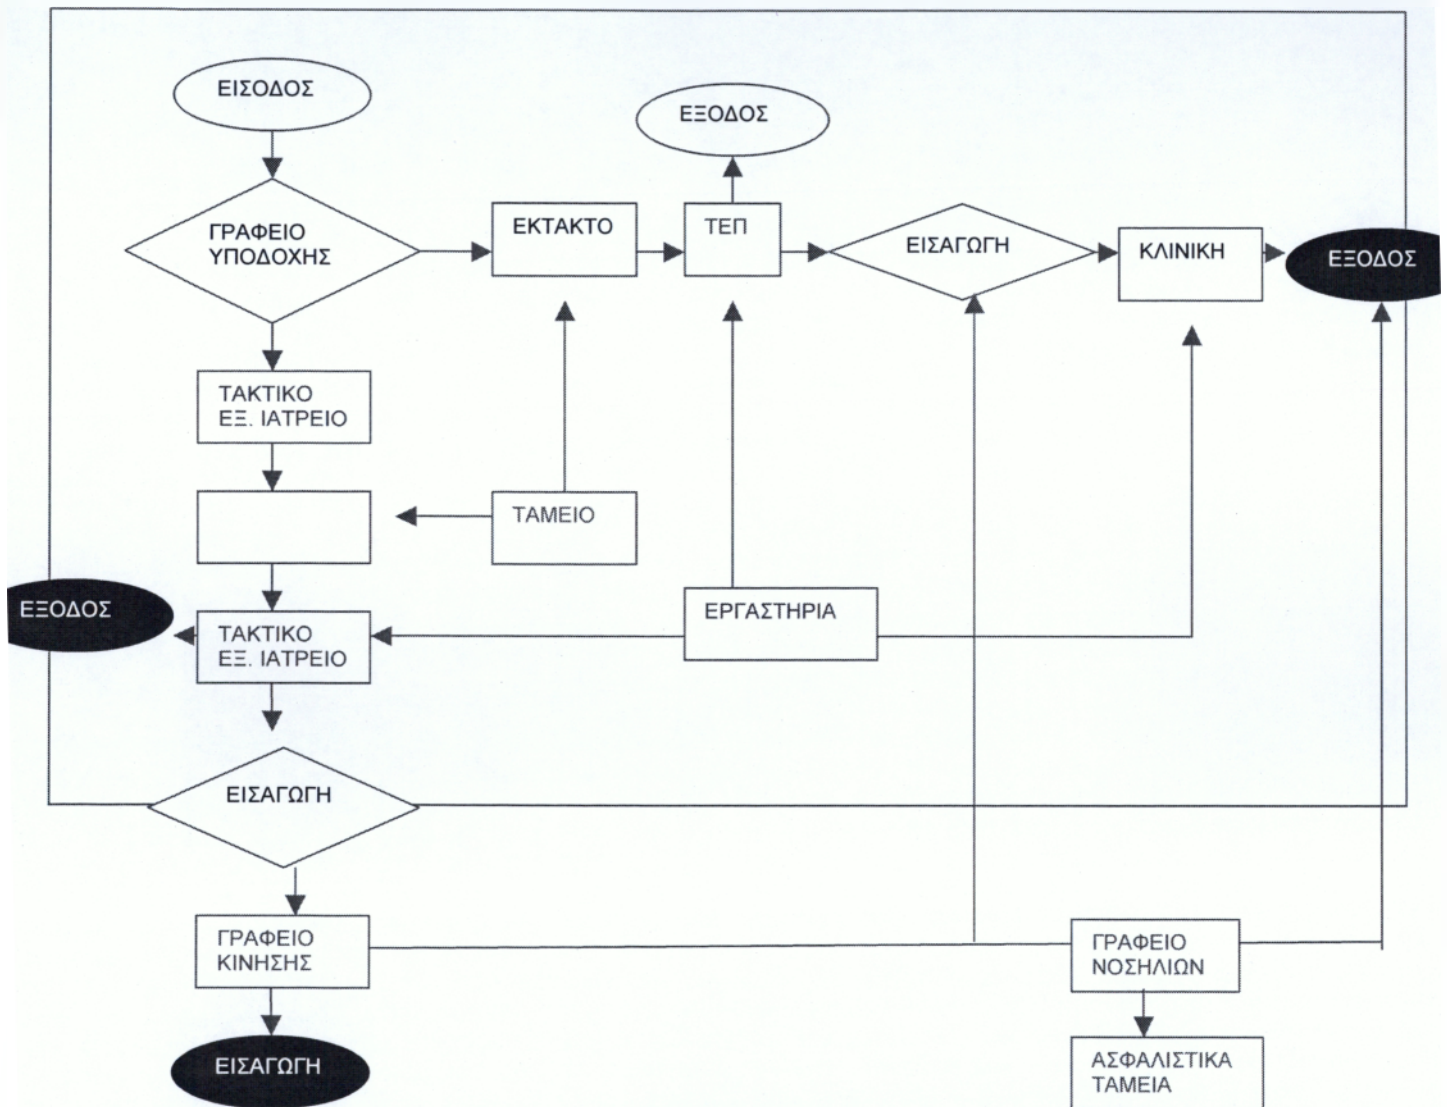 ΕΙΣΟΔΟΣ
ΕΞΟΔΟΣ
ΓΡΑΦΕΙΟ
ΥΠΟΔΟΧΗΣ
ΕΚΤΑΚΤΟ
ΤΕΠ
ΕΙΣΑΓΩΓΗ
ΚΛΙΝΙΚΗ
ΕΞΟΔΟΣ
ΤΑΚΤΙΚΟ
ΕΞ. ΙΑΤΡΕΙΟ
ΤΑΜΕΙΟ
ΕΞΟΔΟΣ
ΤΑΚΤΙΚΟ
ΕΞ. ΙΑΤΡΕΙΟ
ΕΡΓΑΣΤΗΡΙΑ
ΕΙΣΑΓΩΓΗ
ΓΡΑΦΕΙΟ
ΚΙΝΗΣΗΣ
ΓΡΑΦΕΙΟ
ΝΟΣΗΛΙΩΝ
ΕΙΣΑΓΩΓΗ
ΑΣΦΑΛΙΣΤΙΚΑ
ΤΑΜΕΙΑ